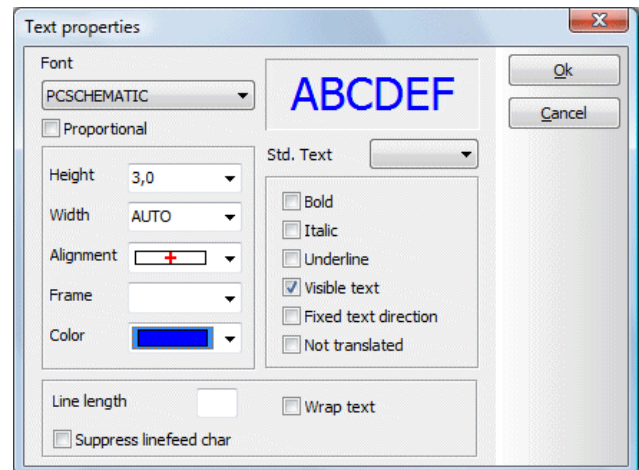 Text properties
Font
PCSCHEMATIC
Proportional
ABCDEF
Ok
Cancel
Std. Text
Height 3,0
Width AUTO
Alignment
Frame
Color
Bold
Italic
Underline
Visible text
Fixed text direction
Not translated
Line length
Wrap text
Suppress linefeed char